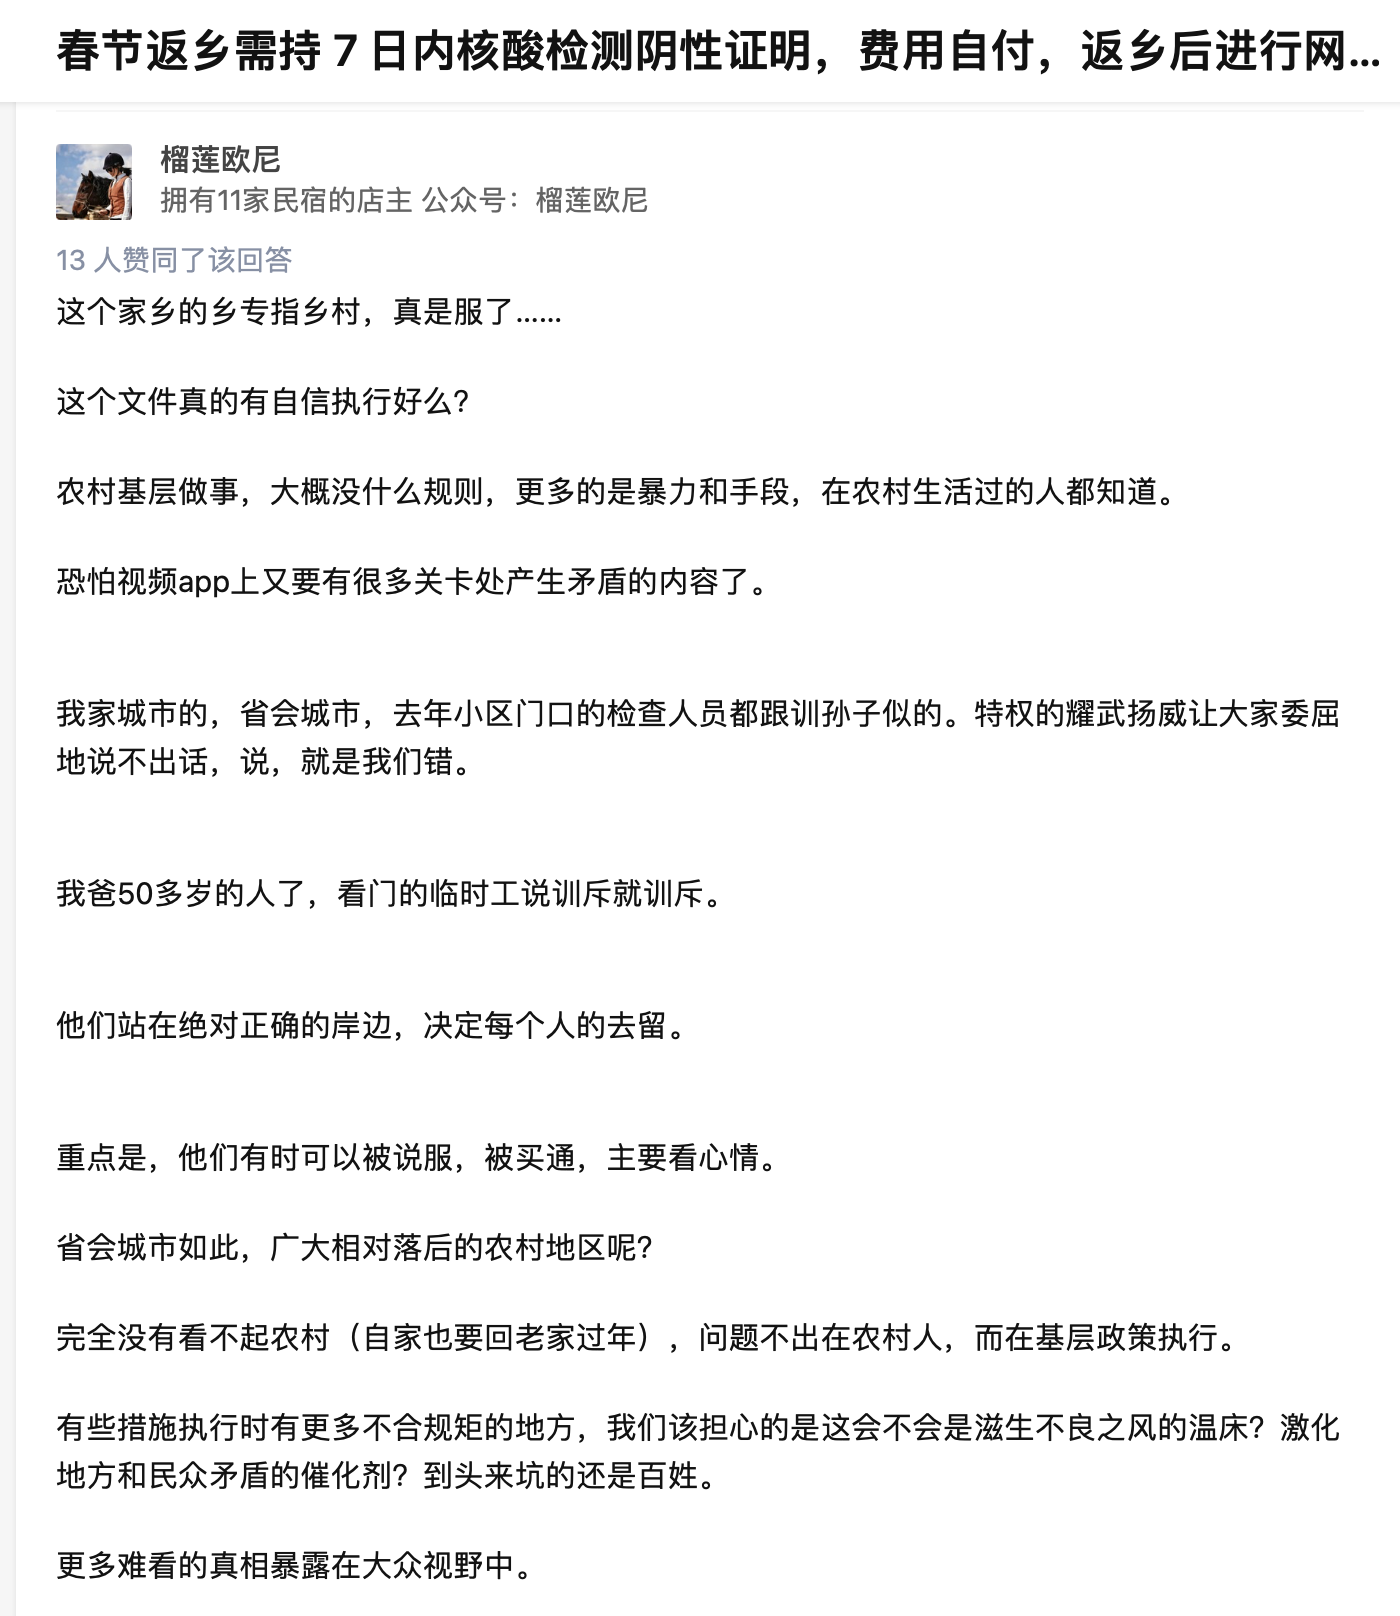 春节返乡需持 7 日内核酸检测阴性证明，费用自付，返乡后进行网...
榴莲欧尼
拥有11家民宿的店主 公众号：榴莲欧尼
13 人赞同了该回答
这个家乡的乡专指乡村，真是服了......
这个文件真的有自信执行好么？
农村基层做事，大概没什么规则，更多的是暴力和手段，在农村生活过的人都知道。
恐怕视频app上又要有很多关卡处产生矛盾的内容了。
我家城市的，省会城市，去年小区门口的检查人员都跟训孙子似的。特权的耀武扬威让大家委屈
地说不出话，说，就是我们错。
我爸50多岁的人了，看门的临时工说训斥就训斥。
他们站在绝对正确的岸边，决定每个人的去留。
重点是，他们有时可以被说服，被买通，主要看心情。
省会城市如此，广大相对落后的农村地区呢？
完全没有看不起农村（自家也要回老家过年），问题不出在农村人，而在基层政策执行。
有些措施执行时有更多不合规矩的地方，我们该担心的是这会不会是滋生不良之风的温床？激化
地方和民众矛盾的催化剂？到头来坑的还是百姓。
更多难看的真相暴露在大众视野中。